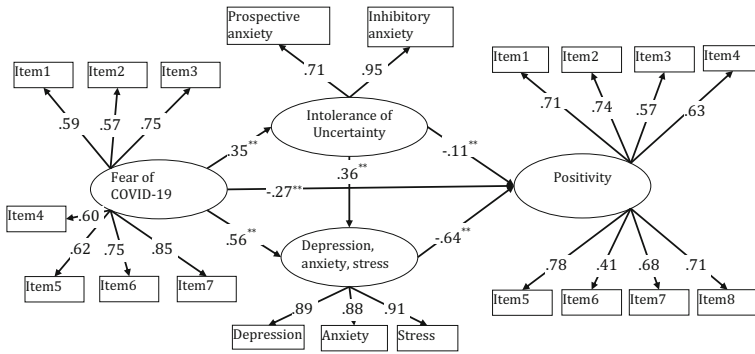 Prospective
anxiety
Inhibitory
anxiety
Item1
Item2
Item3
Item1
Item2
Item3
Item4
.71
.95
.59
.57
.75
.71
.74
.57
.63
Intolerance of
Uncertainty
.35**
-.11**
.36**
Fear of
COVID-19
-.27**
Positivity
Item4
.60
.62
.75
.85
.56**
-.64**
Depression,
anxiety, stress
Item5
Item6
Item7
.78
.41
.68
.71
Item5
Item6
Item7
Item8
.89
.88
.91
Depression
Anxiety
Stress